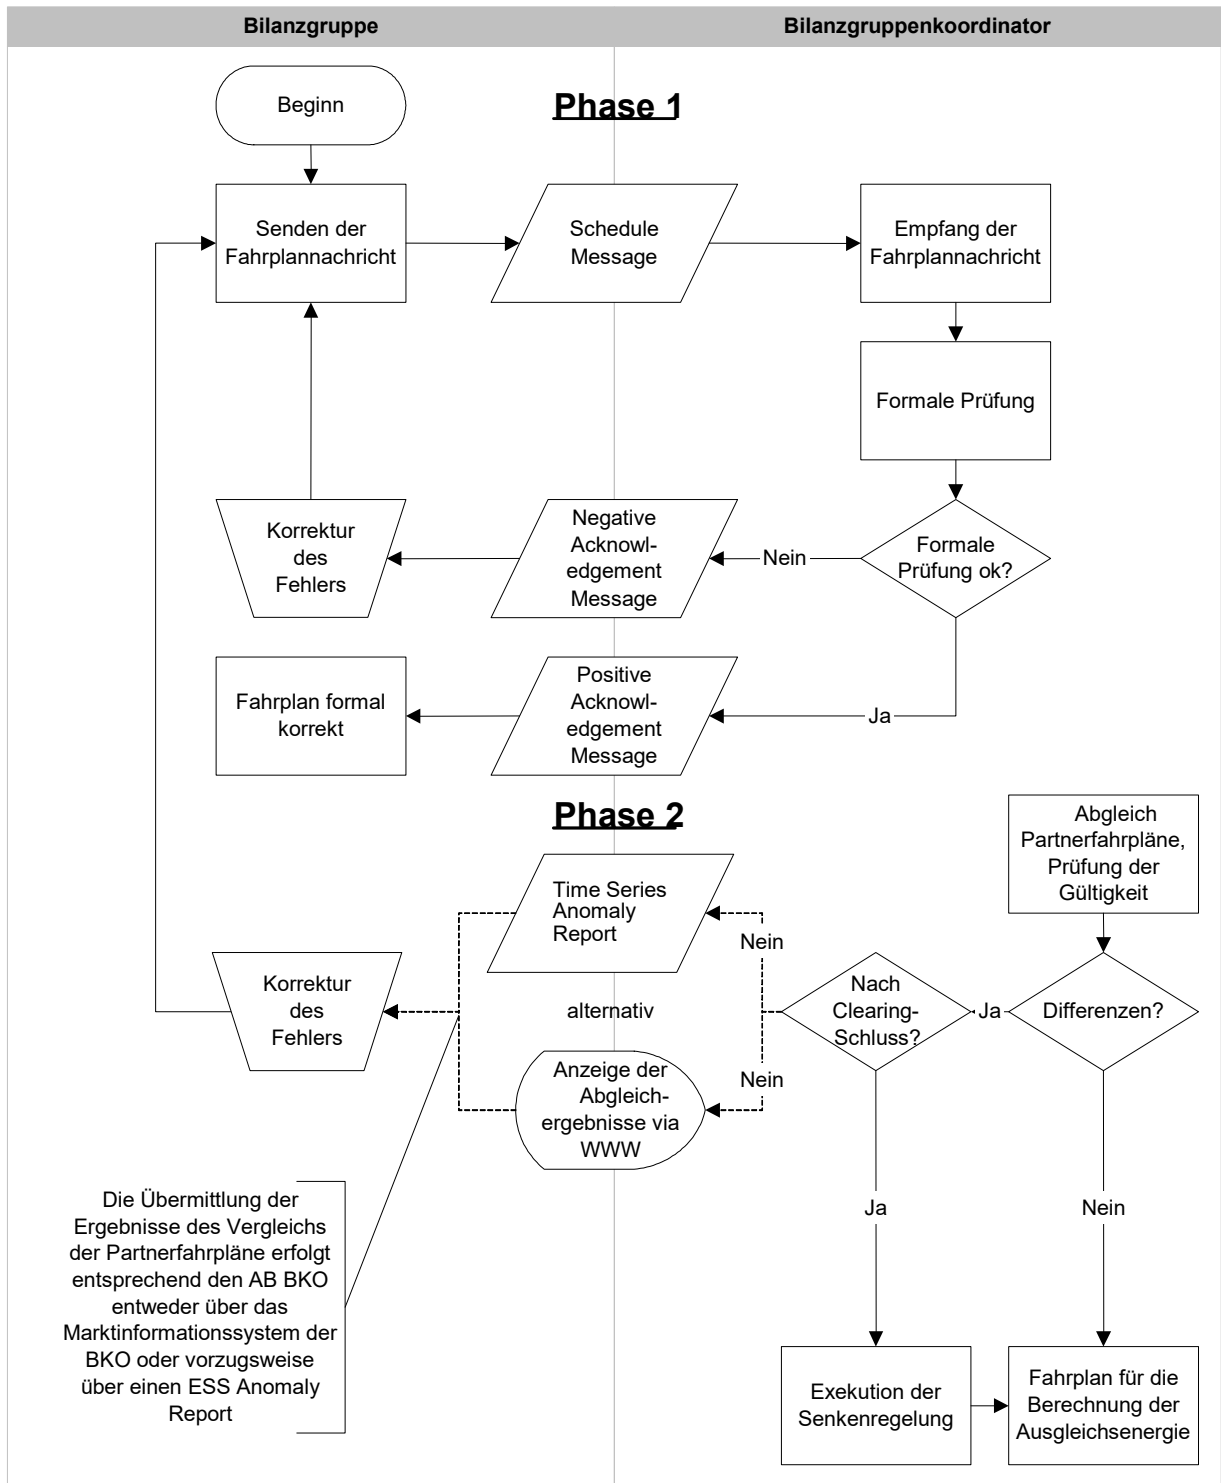 Bilanzgruppe
Bilanzgruppenkoordinator
Phase 1
Beginn
Senden der
Fahrplannachricht
Schedule
Message
Empfang der
Fahrplannachricht
Formale Prüfung
Formale
Prüfung ok?
Nein
Negative
Acknowl-
edgement
Message
Korrektur
des
Fehlers
Ja
Positive
Acknowl-
edgement
Message
Fahrplan formal
korrekt
Phase 2
Abgleich
Partnerfahrpläne,
Prüfung der
Gültigkeit
Differenzen?
Ja
Nach
Clearing-
Schluss?
Nein
Time Series
Anomaly
Report
alternativ
Nein
Anzeige der
Abgleich-
ergebnisse via
WWW
Korrektur
des
Fehlers
Die Übermittlung der
Ergebnisse des Vergleichs
der Partnerfahrpläne erfolgt
entsprechend den AB BKO
entweder über das
Marktinformationssystem der
BKO oder vorzugsweise
über einen ESS Anomaly
Report
Ja
Nein
Exekution der
Senkenregelung
Fahrplan für die
Berechnung der
Ausgleichsenergie